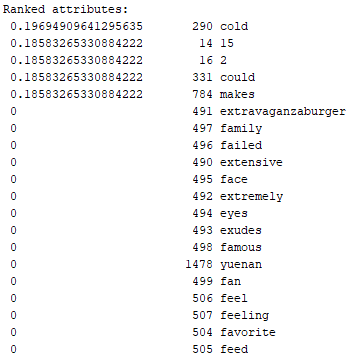 Ranked attributes:
0.19694909641295635 290 cold
0.18583265330884222 14 15
0.18583265330884222 16 2
0.18583265330884222 331 could
0.18583265330884222 784 makes
0 491 extravaganzaburger
0 497 family
0 496 failed
0 490 extensive
0 495 face
0 492 extremely
0 494 eyes
0 493 exudes
0 498 famous
0 1478 yuenan
0 499 fan
0 506 feel
0 507 feeling
0 504 favorite
0 505 feed